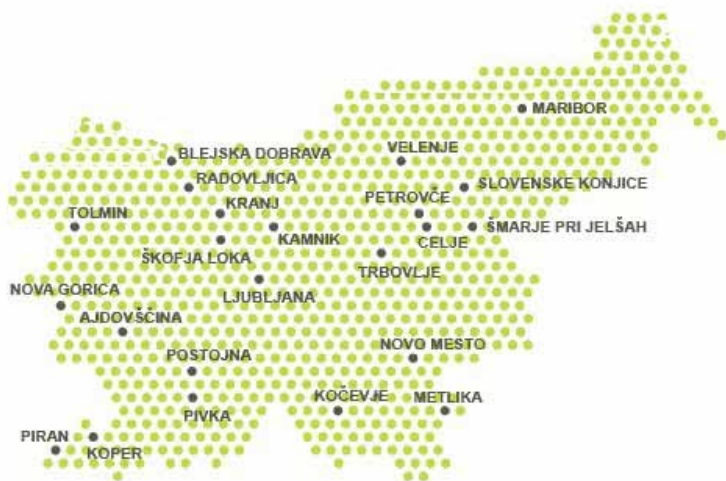 MARIBOR
BLEJSKA DOBRAVA
VELENJE
RADOVLJICA
SLOVENSKE KONJICE
PETROVČE
KRANJ
TOLMIN
KAMNIK
CELJE
ŠMARJE PRI JELŠAH
ŠKOFJA LOKA
TRBOVLJE
NOVA GORICA
LJUBLJANA
AJDOVŠČINA
POSTOJNA
NOVO MESTO
KOČEVJE
METLIKA
PIVKA
PIRAN
KOPER